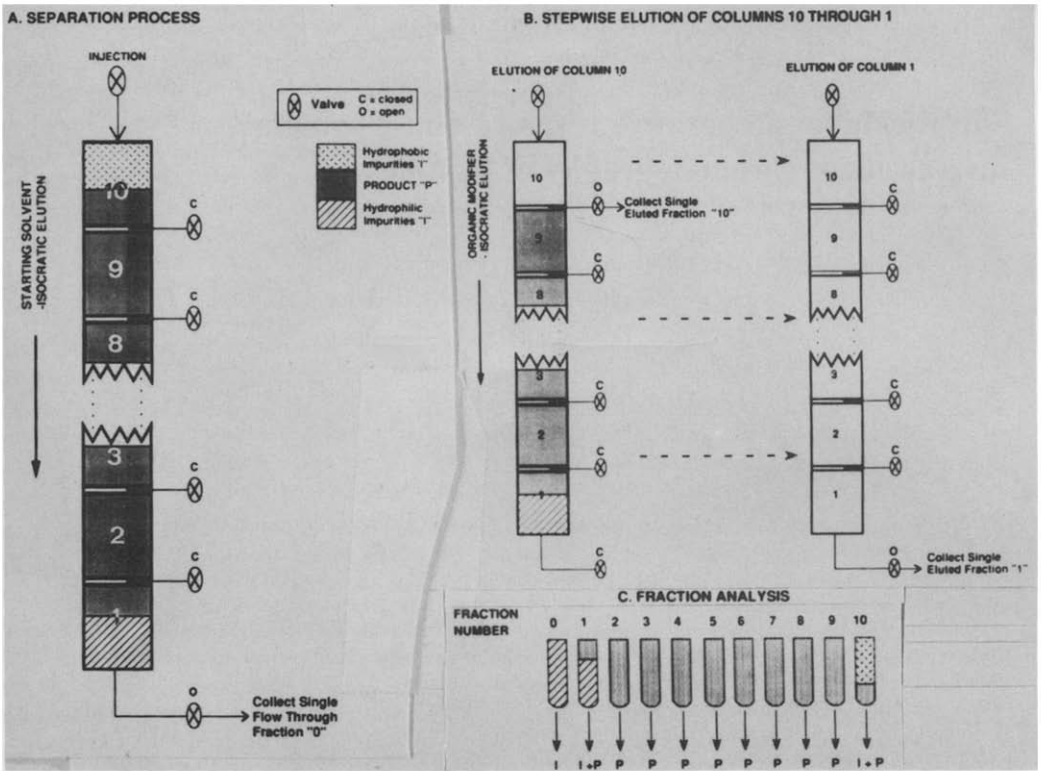 A. SEPARATION PROCESS
INJECTION
Valve
C = closed
O = open
Hydrophobic
Impurities "I"
PRODUCT "P"
Hydrophilic
Impurities "I"
STARTING SOLVENT
-ISOCRATIC ELUTION
10
C
9
C
8
3
C
2
C
1
O
Collect Single
Flow Through
Fraction "0"
B. STEPWISE ELUTION OF COLUMNS 10 THROUGH 1
ELUTION OF COLUMN 10
ORGANIC MODIFIER
- ISOCRATIC ELUTION
10
O
Collect Single
Eluted Fraction "10"
9
C
8
3
C
2
C
1
C
ELUTION OF COLUMN 1
10
C
9
C
8
3
C
2
C
1
O
Collect Single
Eluted Fraction "1"
C. FRACTION ANALYSIS
FRACTION
NUMBER
0 1 2 3 4 5 6 7 8 9 10
I I+P P P P P P P P P I+P